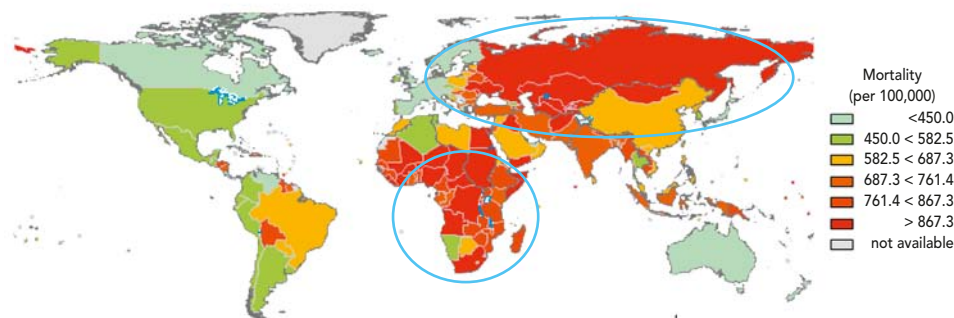 Mortality
(per 100,000)
<450.0
450.0 < 582.5
582.5 < 687.3
687.3 < 761.4
761.4 < 867.3
> 867.3
not available